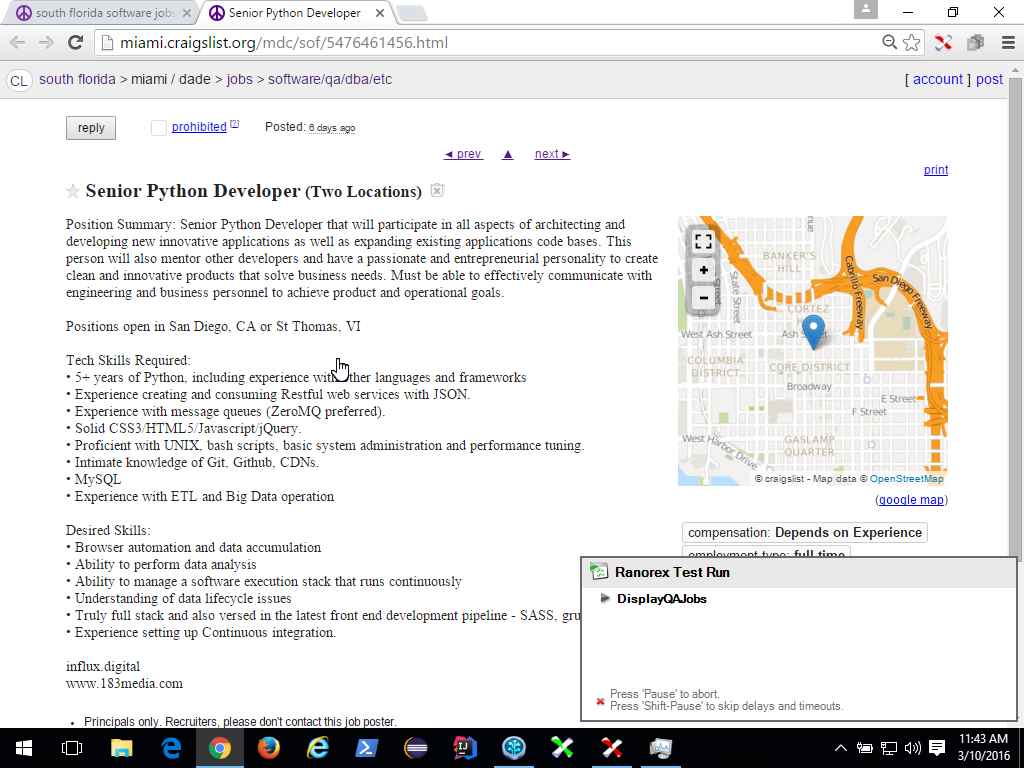 south florida software jobs
Senior Python Developer
miami.craigslist.org/mdc/sof/5476461456.html
CL south florida > miami / dade > jobs > software/qa/dba/etc
[ account ] post
reply prohibited [?] Posted: 6 days ago
◄ prev ▲ next ►
print
Senior Python Developer (Two Locations)
Position Summary: Senior Python Developer that will participate in all aspects of architecting and
developing new innovative applications as well as expanding existing applications code bases. This
person will also mentor other developers and have a passionate and entrepreneurial personality to create
clean and innovative products that solve business needs. Must be able to effectively communicate with
engineering and business personnel to achieve product and operational goals.
Positions open in San Diego, CA or St Thomas, VI
Tech Skills Required:
• 5+ years of Python, including experience with other languages and frameworks
• Experience creating and consuming Restful web services with JSON.
• Experience with message queues (ZeroMQ preferred).
• Solid CSS3/HTML5/Javascript/jQuery.
• Proficient with UNIX, bash scripts, basic system administration and performance tuning.
• Intimate knowledge of Git, Github, CDNs.
• MySQL
• Experience with ETL and Big Data operation
Desired Skills:
• Browser automation and data accumulation
• Ability to perform data analysis
• Ability to manage a software execution stack that runs continuously
• Understanding of data lifecycle issues
• Truly full stack and also versed in the latest front end development pipeline - SASS, gru
• Experience setting up Continuous integration.
influx.digital
www.183media.com
• Principals only. Recruiters, please don't contact this job poster.
+
−
BANKER'S
HILL
State Street
Street
Cabrillo Freeway
San Diego Freeway
CORTEZ
West Ash Street
Ash
COLUMBIA
DISTRICT
CORE DISTRICT
Broadway
E Street
F Street
West Harbor Drive
GASLAMP
QUARTER
© craigslist - Map data © OpenStreetMap
(google map)
compensation: Depends on Experience
employment type: full-time
Ranorex Test Run
DisplayQAJobs
Press 'Pause' to abort.
Press 'Shift-Pause' to skip delays and timeouts.
11:43 AM
3/10/2016